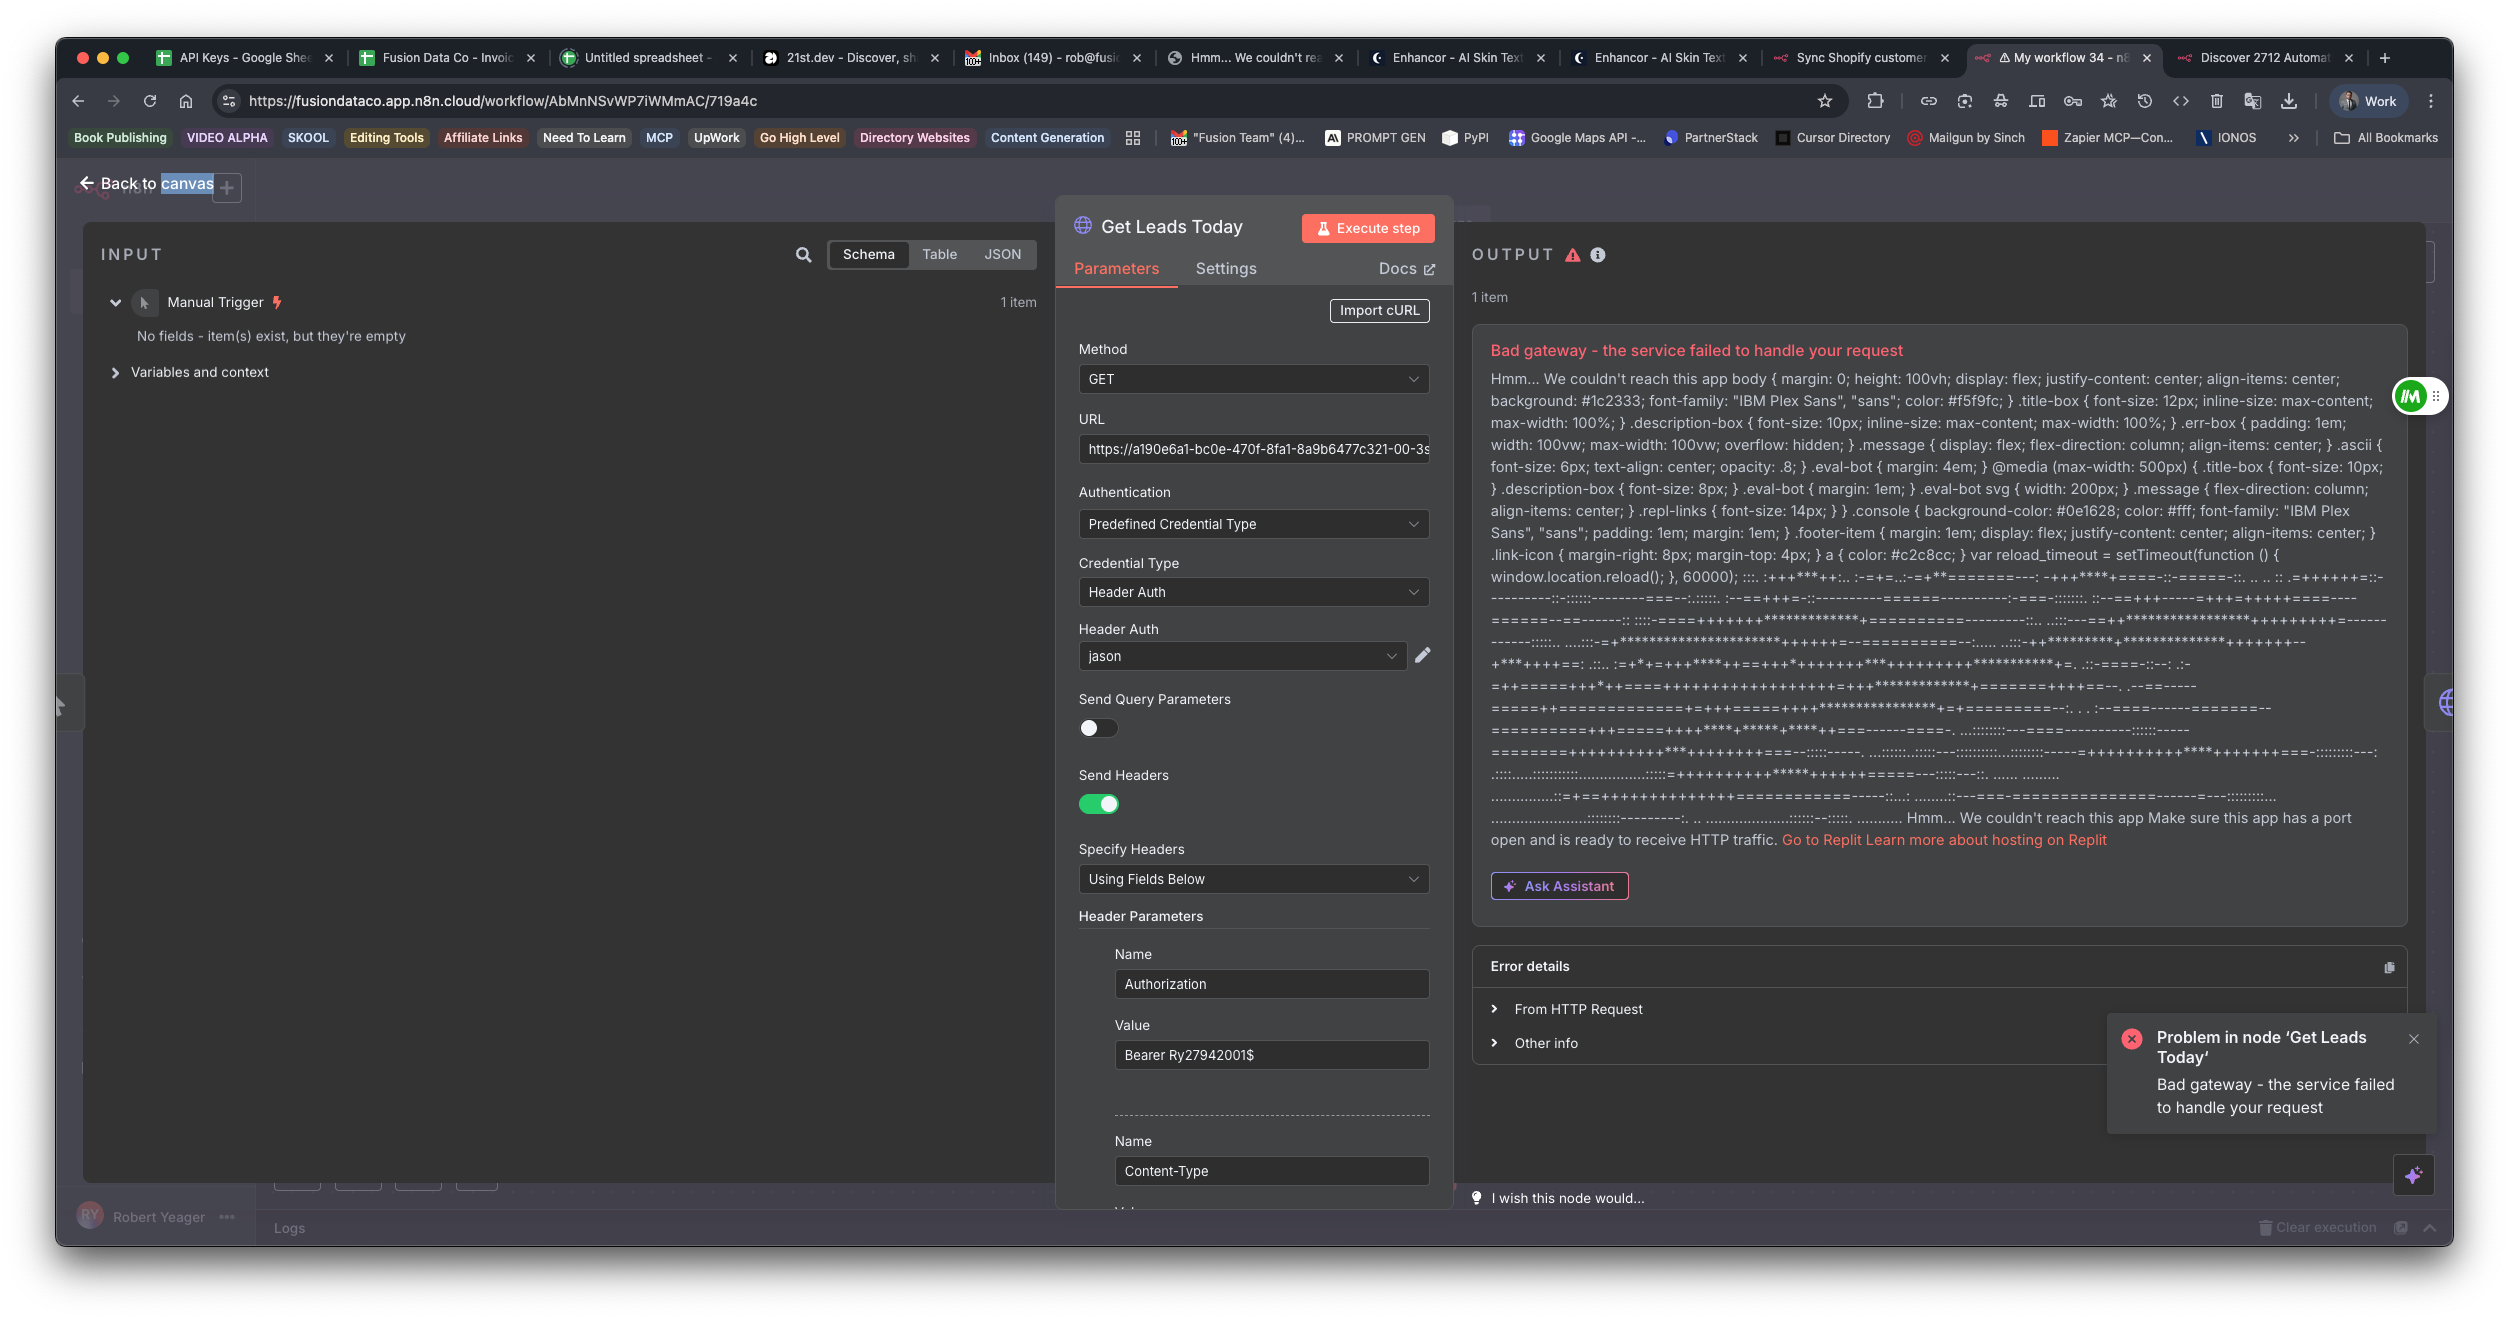 API Keys - Google Shee
Fusion Data Co - Invoic
Untitled spreadsheet -
21st.dev - Discover, sh
Inbox (149) - rob@fusio
Hmm... We couldn't rea
Enhancor - AI Skin Text
Enhancor - AI Skin Text
Sync Shopify customer
⚠ My workflow 34 - n8
Discover 2712 Automat
https://fusiondataco.app.n8n.cloud/workflow/AbMnNSvWP7iWMmAC/719a4c
Work
Book Publishing
VIDEO ALPHA
SKOOL
Editing Tools
Affiliate Links
Need To Learn
MCP
UpWork
Go High Level
Directory Websites
Content Generation
"Fusion Team" (4)...
PROMPT GEN
PyPI
Google Maps API -...
PartnerStack
Cursor Directory
Mailgun by Sinch
Zapier MCP—Con...
IONOS
All Bookmarks
Back to canvas
INPUT
Schema
Table
JSON
Manual Trigger
1 item
No fields - item(s) exist, but they're empty
Variables and context
Get Leads Today
Execute step
Parameters
Settings
Docs
Import cURL
Method
GET
URL
https://a190e6a1-bc0e-470f-8fa1-8a9b6477c321-00-3s
Authentication
Predefined Credential Type
Credential Type
Header Auth
Header Auth
jason
Send Query Parameters
Send Headers
Specify Headers
Using Fields Below
Header Parameters
Name
Authorization
Value
Bearer Ry27942001$
Name
Content-Type
OUTPUT
1 item
Bad gateway - the service failed to handle your request
Hmm... We couldn't reach this app body { margin: 0; height: 100vh; display: flex; justify-content: center; align-items: center;
background: #1c2333; font-family: "IBM Plex Sans", "sans"; color: #f5f9fc; } .title-box { font-size: 12px; inline-size: max-content;
max-width: 100%; } .description-box { font-size: 10px; inline-size: max-content; max-width: 100%; } .err-box { padding: 1em;
width: 100vw; max-width: 100vw; overflow: hidden; } .message { display: flex; flex-direction: column; align-items: center; } .ascii {
font-size: 6px; text-align: center; opacity: .8; } .eval-bot { margin: 4em; } @media (max-width: 500px) { .title-box { font-size: 10px;
} .description-box { font-size: 8px; } .eval-bot { margin: 1em; } .eval-bot svg { width: 200px; } .message { flex-direction: column;
align-items: center; } .repl-links { font-size: 14px; } } .console { background-color: #0e1628; color: #fff; font-family: "IBM Plex
Sans", "sans"; padding: 1em; margin: 1em; } .footer-item { margin: 1em; display: flex; justify-content: center; align-items: center; }
.link-icon { margin-right: 8px; margin-top: 4px; } a { color: #c2c8cc; } var reload_timeout = setTimeout(function () {
window.location.reload(); }, 60000);
Hmm... We couldn't reach this app Make sure this app has a port
open and is ready to receive HTTP traffic. Go to Replit Learn more about hosting on Replit
Ask Assistant
Error details
From HTTP Request
Other info
Problem in node ‘Get Leads
Today‘
Bad gateway - the service failed
to handle your request
I wish this node would...
RY
Robert Yeager
Logs
Clear execution